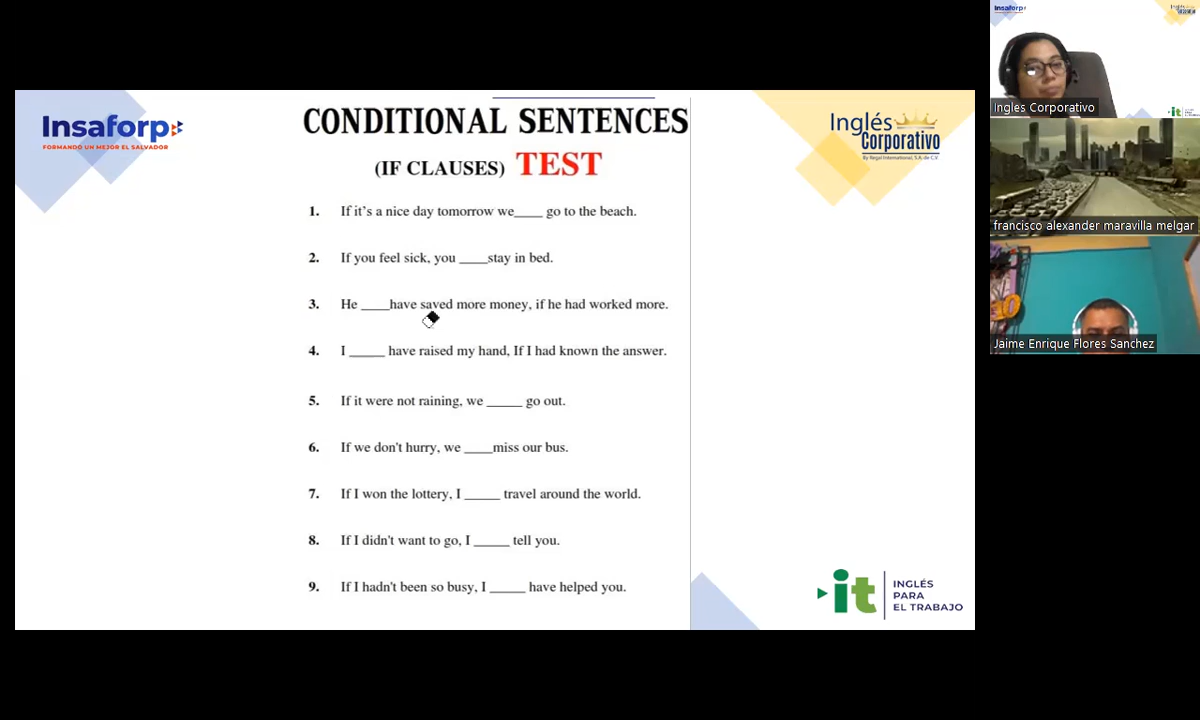 Insaforp
FORMANDO UN MEJOR EL SALVADOR
CONDITIONAL SENTENCES
(IF CLAUSES) TEST
Inglés
Corporativo
By Regal International, S.A. de C.V.
1. If it's a nice day tomorrow we____ go to the beach.
2. If you feel sick, you ____stay in bed.
3. He ____have saved more money, if he had worked more.
4. I _____ have raised my hand, If I had known the answer.
5. If it were not raining, we _____ go out.
6. If we don't hurry, we ____miss our bus.
7. If I won the lottery, I _____ travel around the world.
8. If I didn't want to go, I _____ tell you.
9. If I hadn't been so busy, I _____ have helped you.
it INGLÉS
PARA
EL TRABAJO
Insaforp
Inglés
Ingles Corporativo
francisco alexander maravilla melgar
Jaime Enrique Flores Sanchez